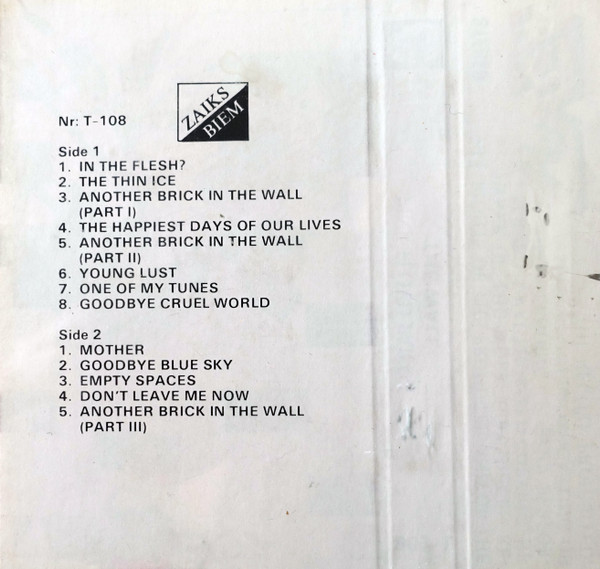 Nr: T-108
ZAIKS
BIEM
Side 1
1. IN THE FLESH?
2. THE THIN ICE
3. ANOTHER BRICK IN THE WALL
(PART I)
4. THE HAPPIEST DAYS OF OUR LIVES
5. ANOTHER BRICK IN THE WALL
(PART II)
6. YOUNG LUST
7. ONE OF MY TUNES
8. GOODBYE CRUEL WORLD
Side 2
1. MOTHER
2. GOODBYE BLUE SKY
3. EMPTY SPACES
4. DON'T LEAVE ME NOW
5. ANOTHER BRICK IN THE WALL
(PART III)